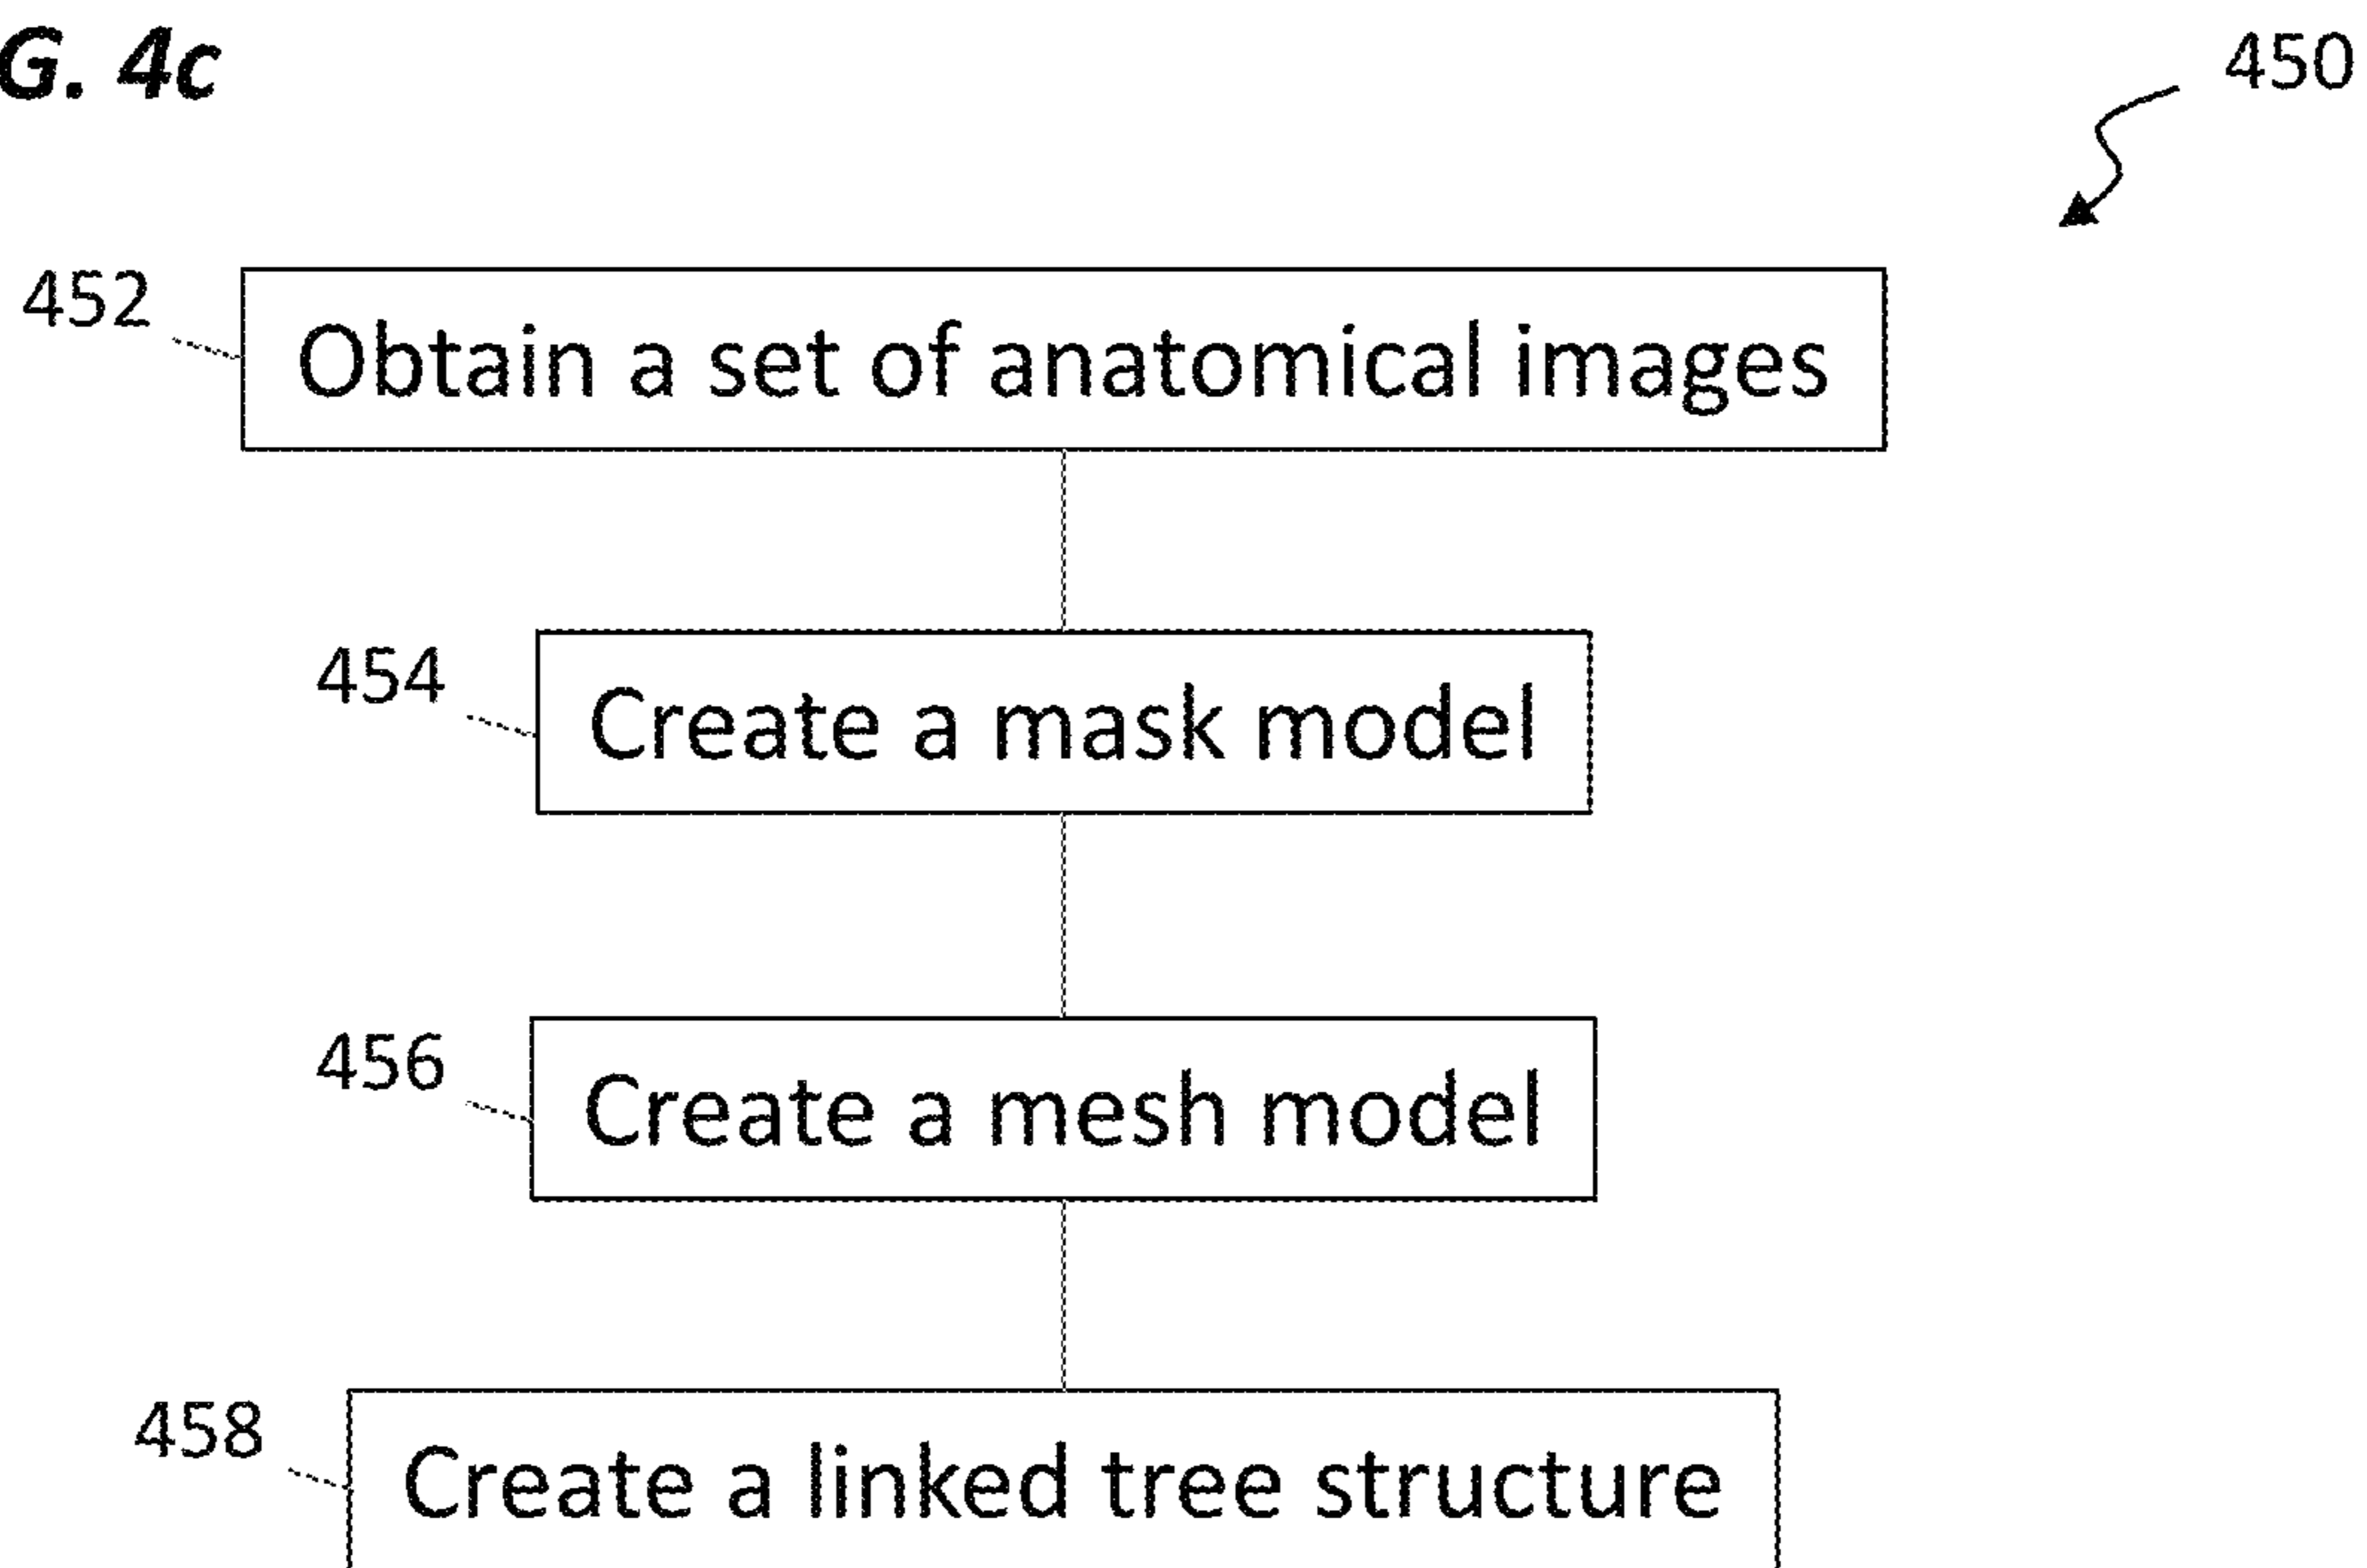 G. 4c
450
452
Obtain a set of anatomical images
454
Create a mask model
456
Create a mesh model
458
Create a linked tree structure